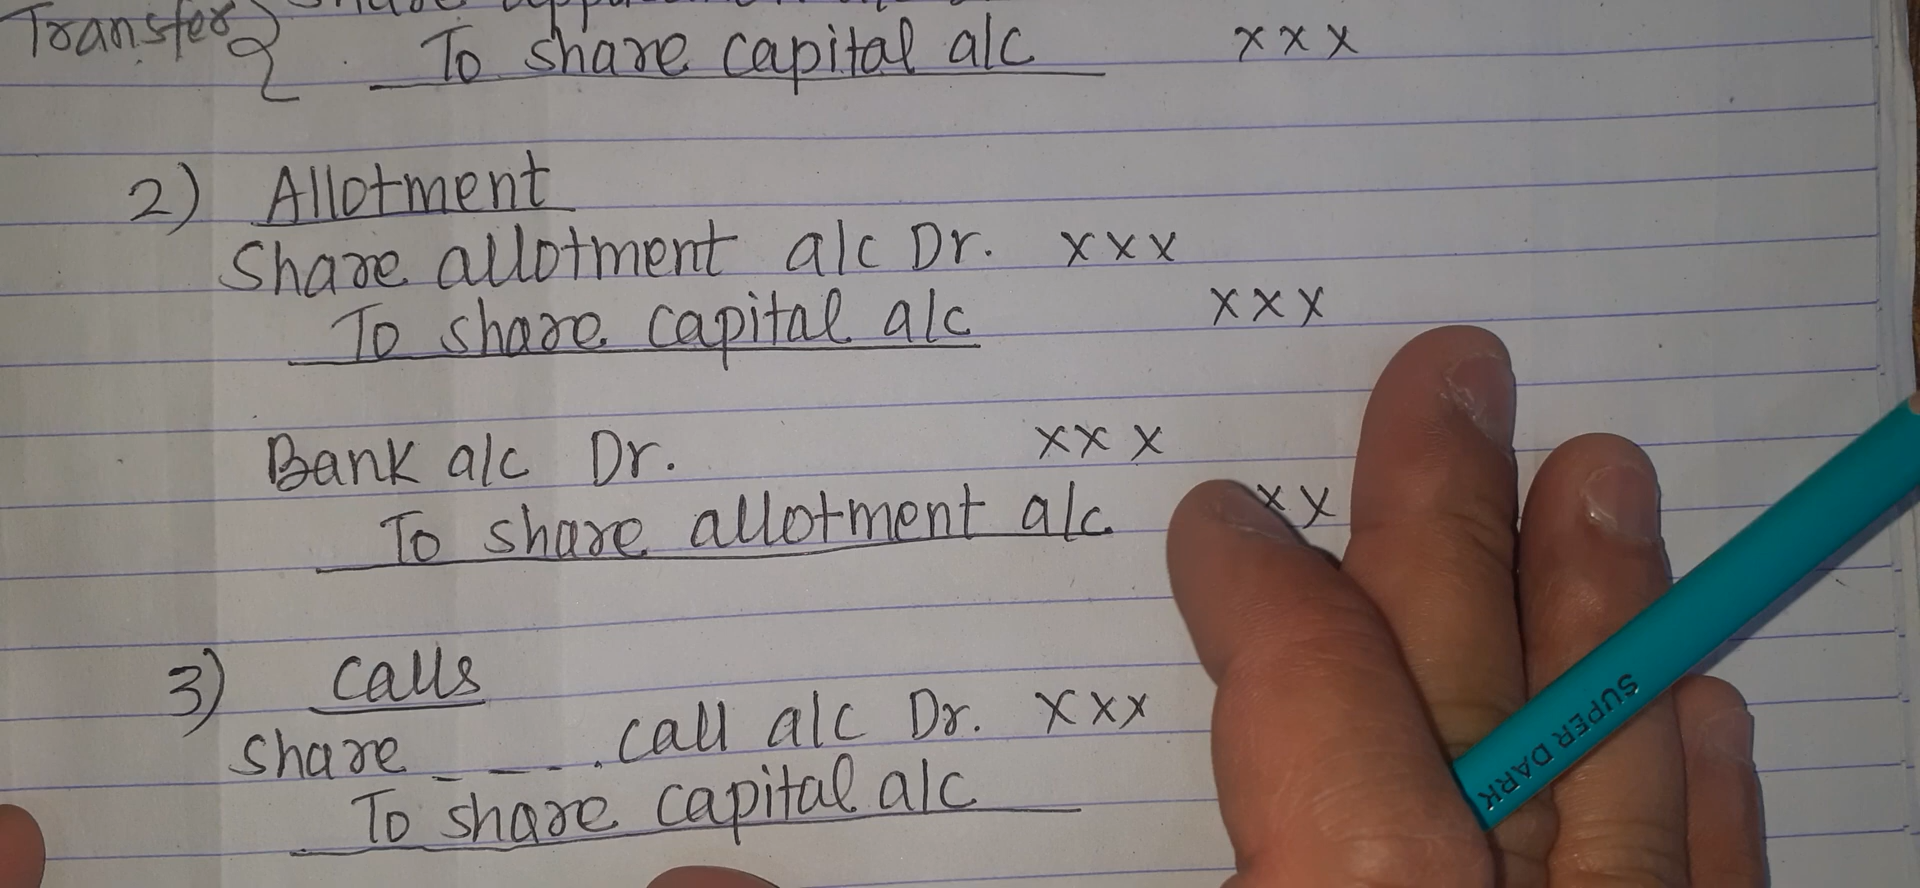 Transfer
To share capital a/c xxx
2) Allotment
Share allotment a/c Dr. xxx
To share capital a/c xxx
Bank a/c Dr. xxx
To share allotment a/c xx
3) Calls
Share _ _ _ . . call a/c Dr. xxx
To share capital a/c
SUPER DARK